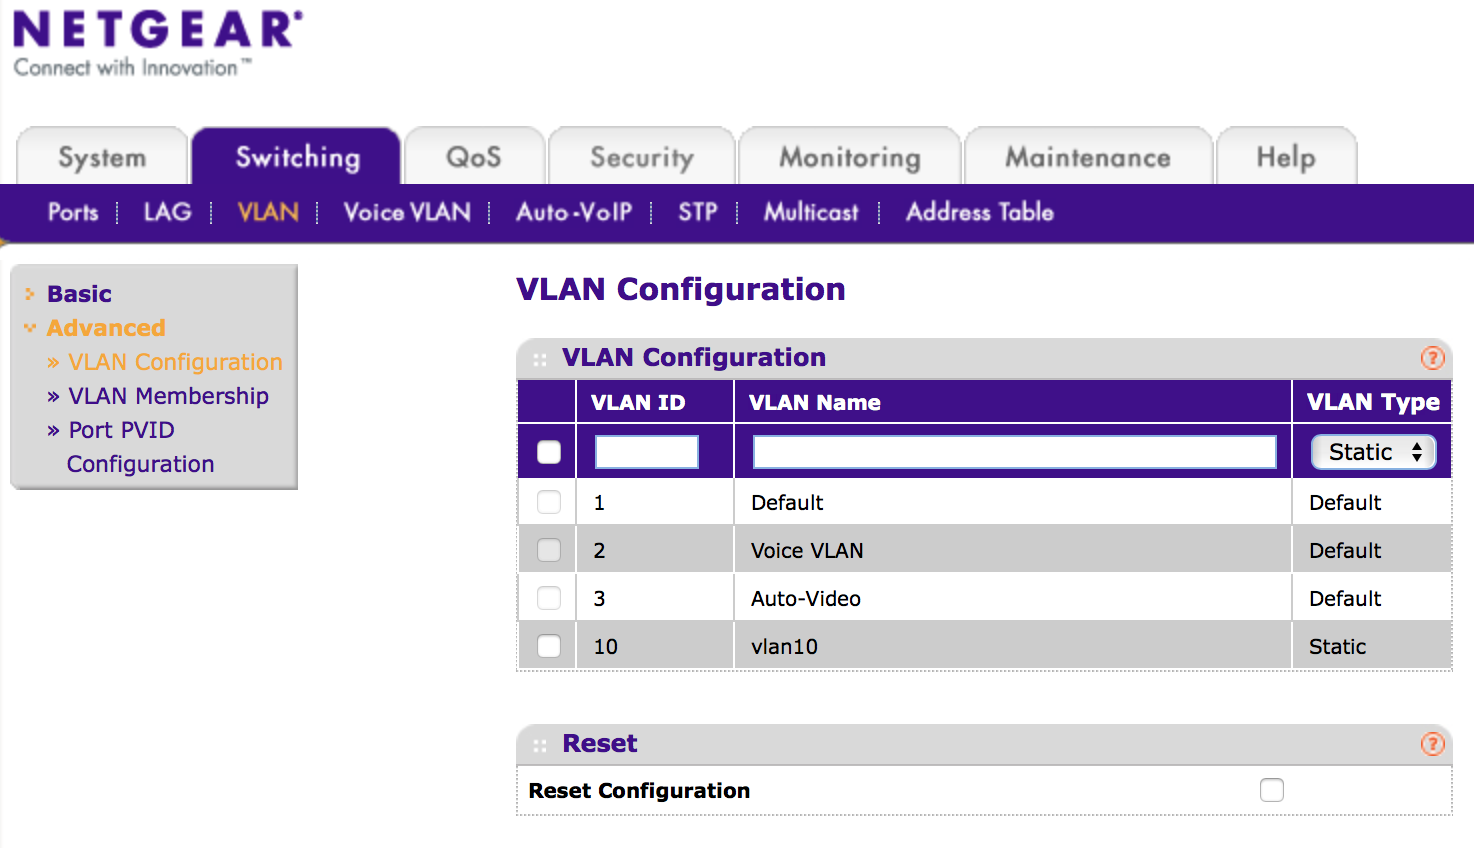 NETGEAR®
Connect with Innovation™
System Switching QoS Security Monitoring Maintenance Help
Ports LAG VLAN Voice VLAN Auto-VoIP STP Multicast Address Table
Basic
Advanced
» VLAN Configuration
» VLAN Membership
» Port PVID
Configuration
VLAN Configuration
VLAN Configuration ?
VLAN ID VLAN Name VLAN Type
Static
1 Default Default
2 Voice VLAN Default
3 Auto-Video Default
10 vlan10 Static
Reset ?
Reset Configuration